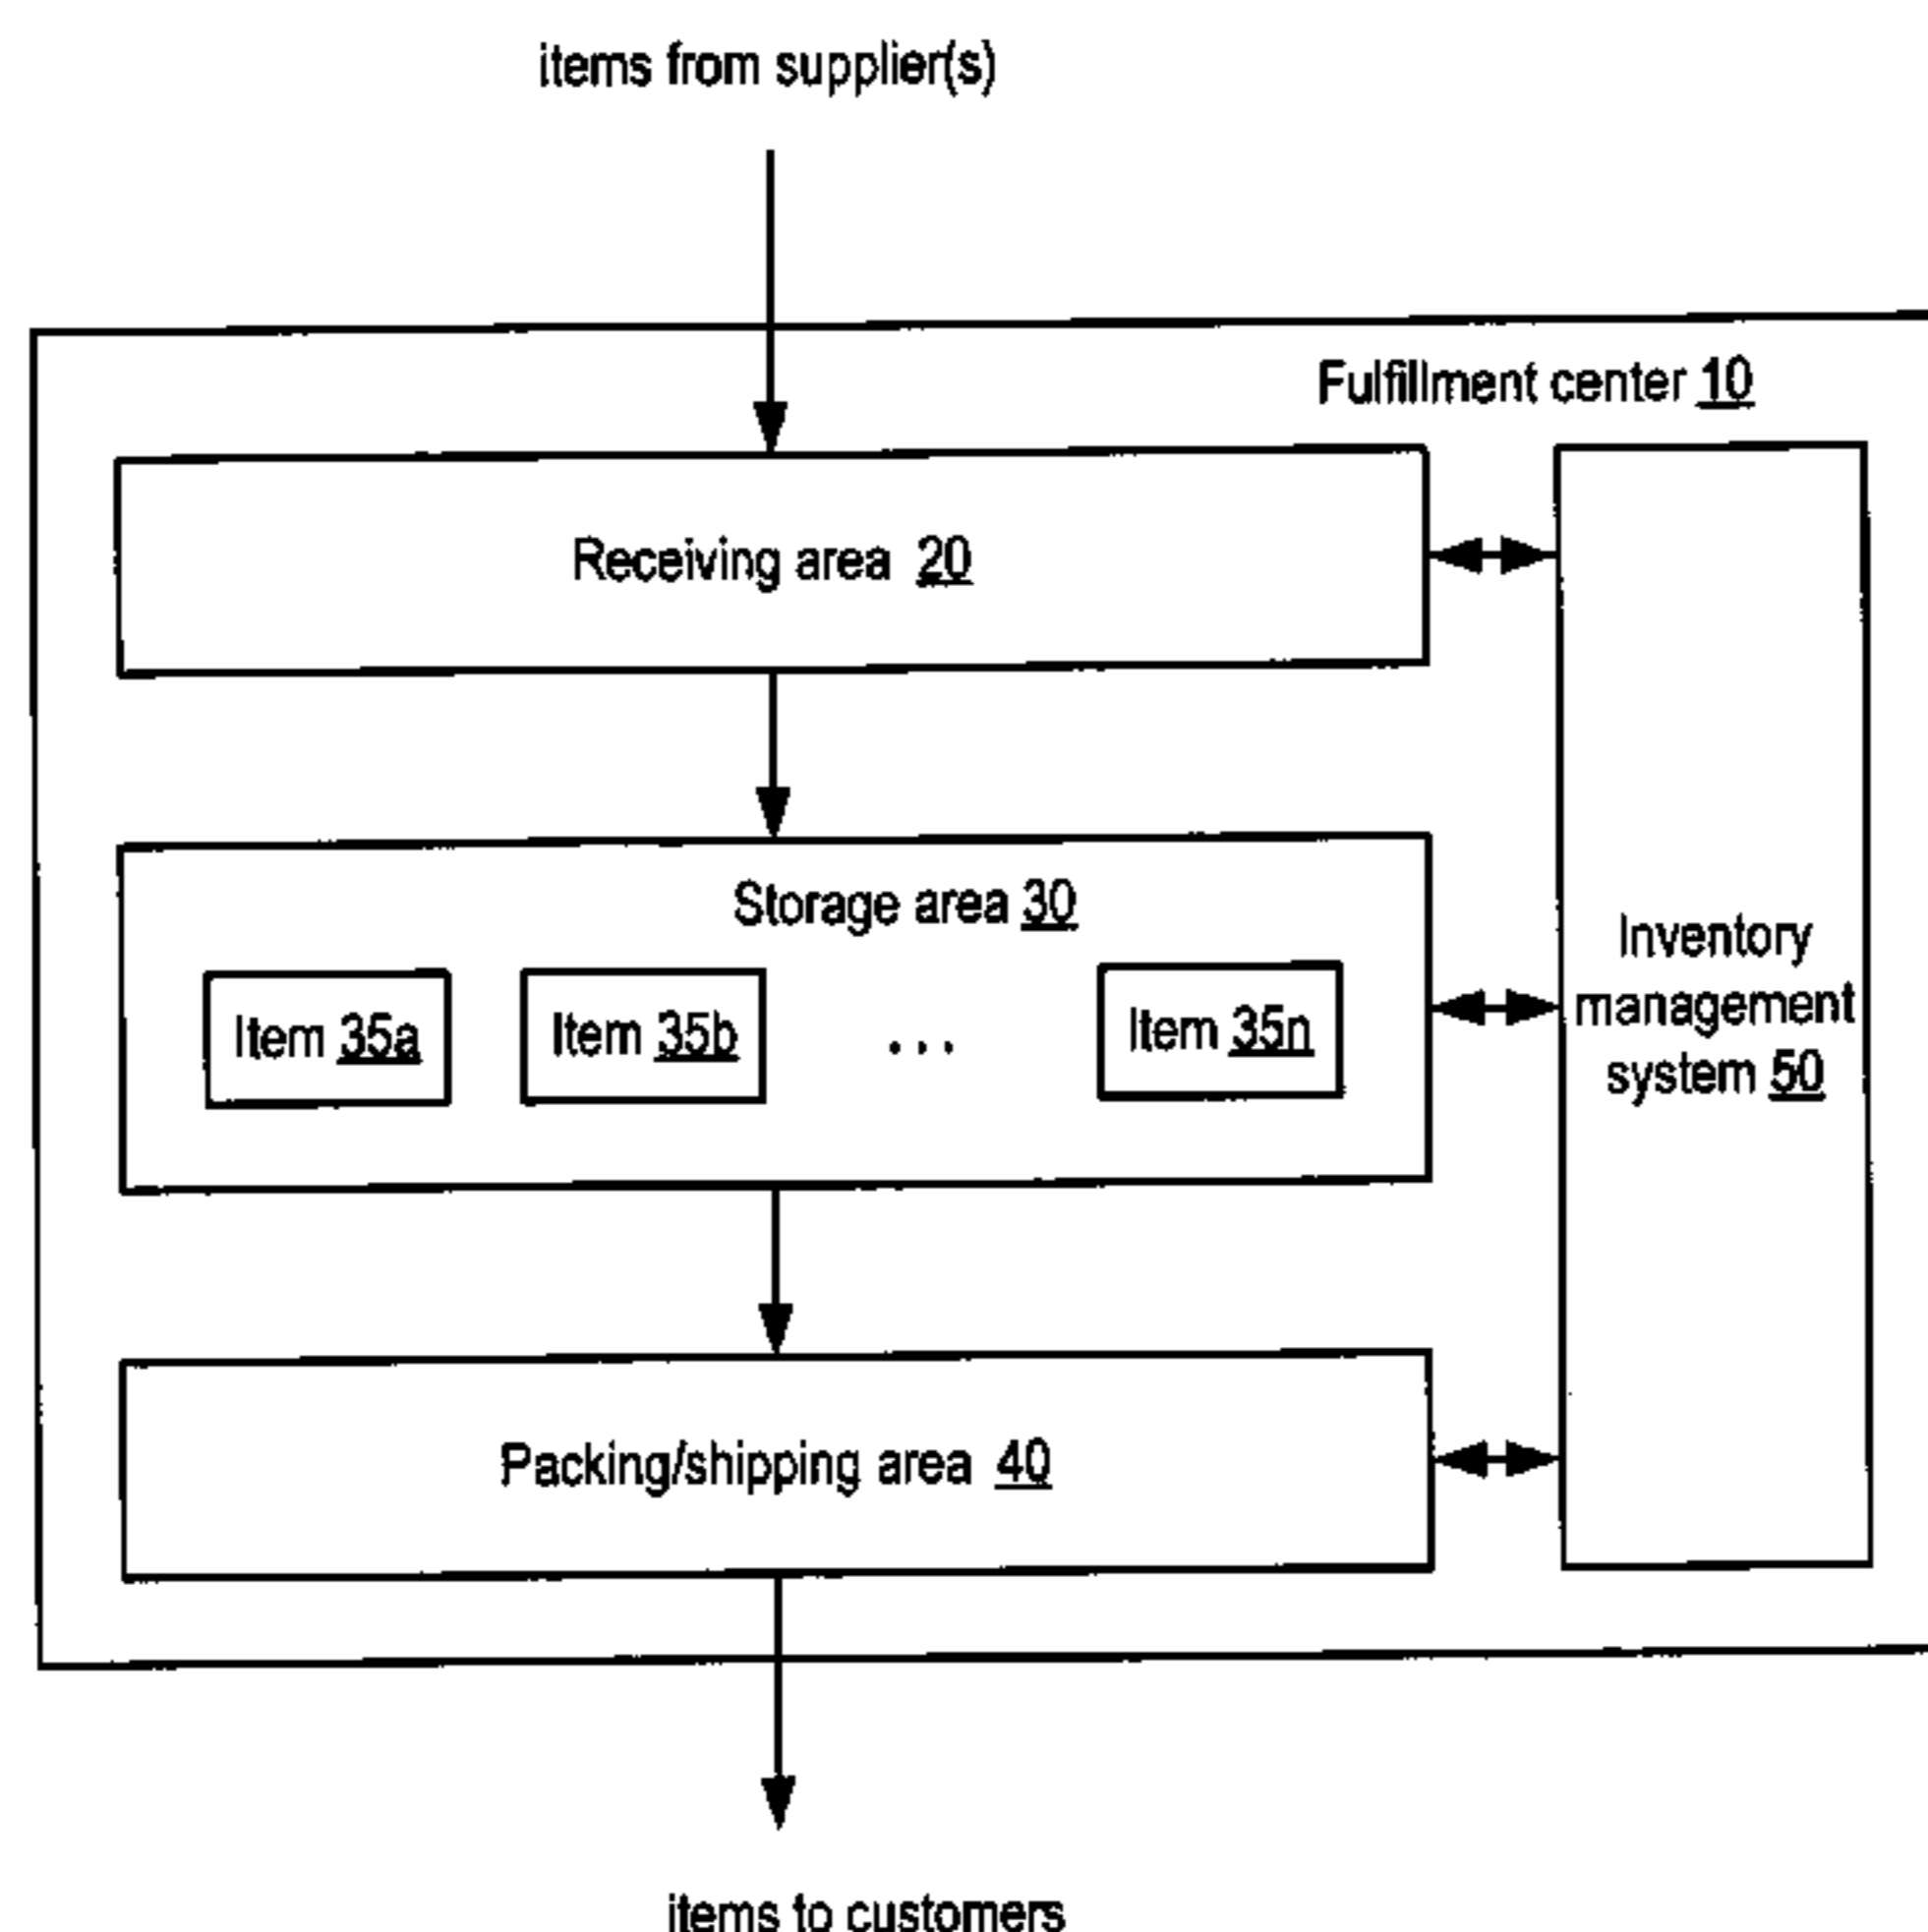 items from supplier(s)
Fulfillment center 10
Receiving area 20
Storage area 30
Item 35a
Item 35b
...
Item 35n
Inventory
management
system 50
Packing/shipping area 40
items to customers